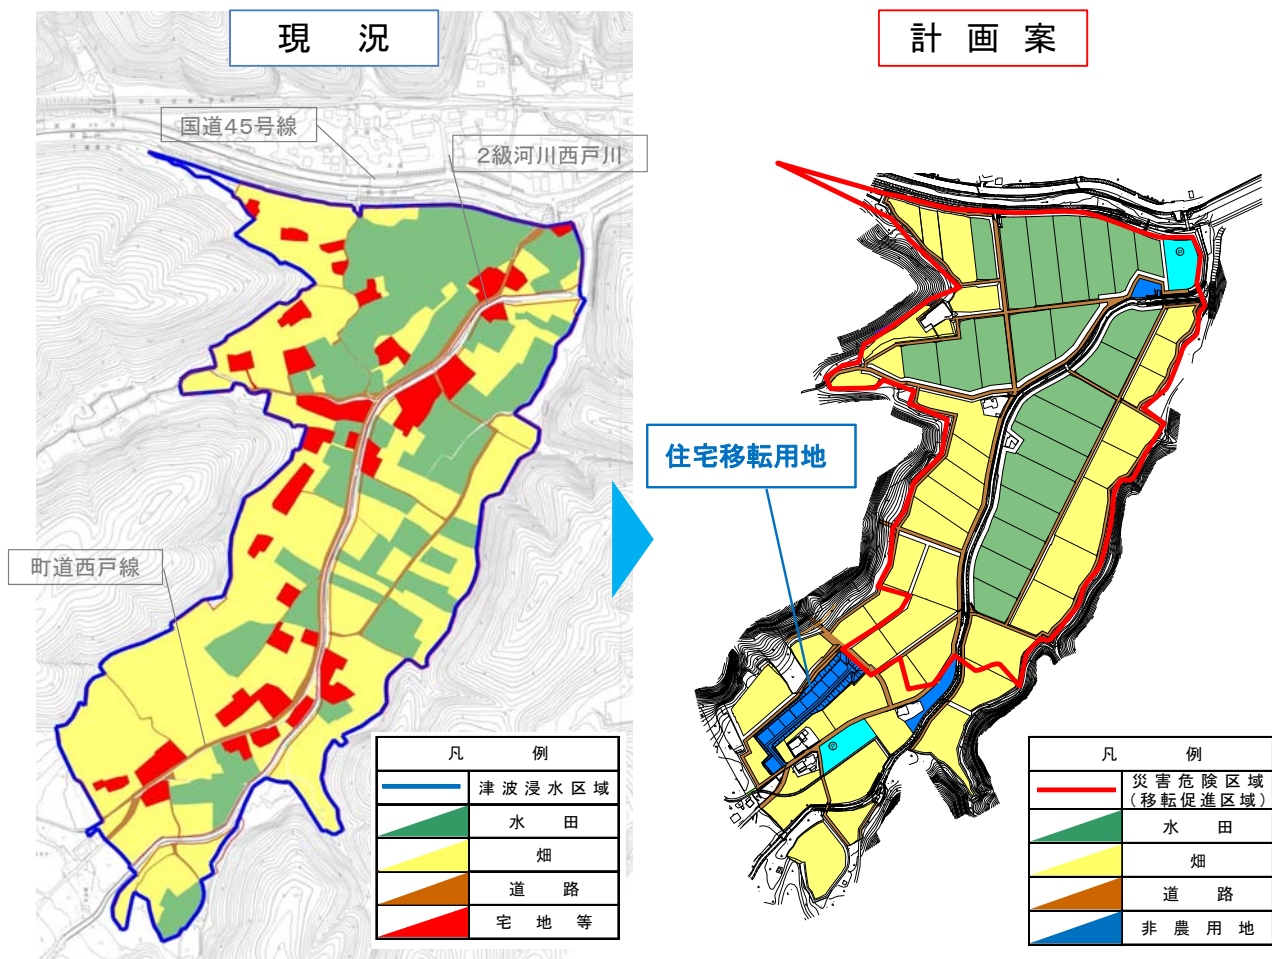 現況
計画案
国道45号線
2級河川西戸川
住宅移転用地
町道西戸線
凡例
津波浸水区域
水田
畑
道路
宅地等
凡例
災害危険区域
(移転促進区域)
水田
畑
道路
非農用地